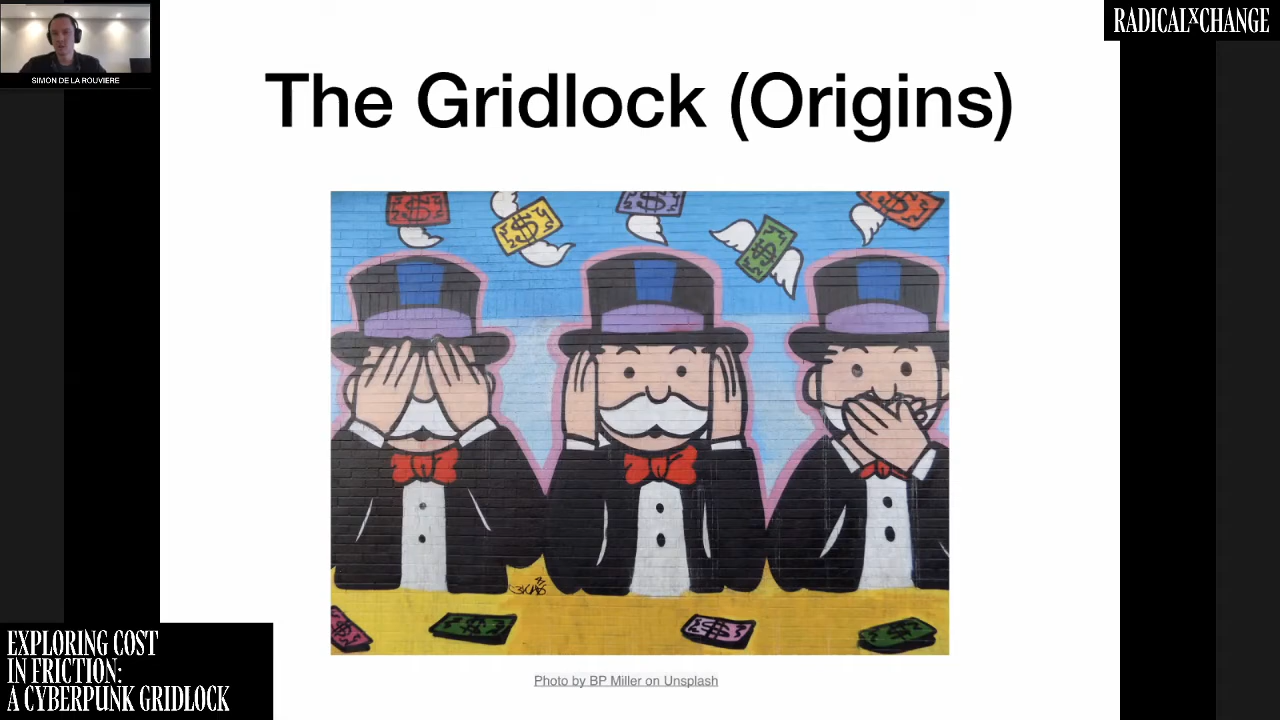 SIMON DE LA ROUVIERE
RADICALXCHANGE
The Gridlock (Origins)
Photo by BP Miller on Unsplash
EXPLORING COST
IN FRICTION:
A CYBERPUNK GRIDLOCK